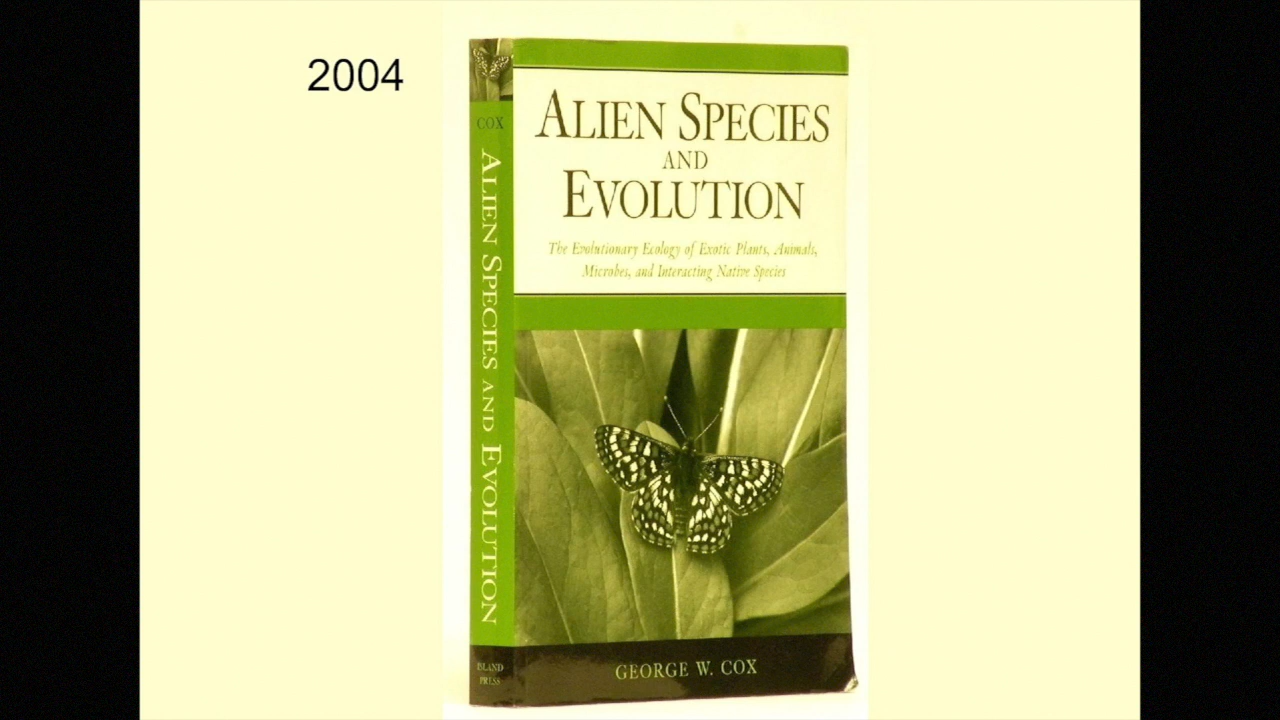 2004
COX
ALIEN SPECIES AND EVOLUTION
ISLAND
PRESS
ALIEN SPECIES
AND
EVOLUTION
The Evolutionary Ecology of Exotic Plants, Animals,
Microbes, and Interacting Native Species
GEORGE W. COX